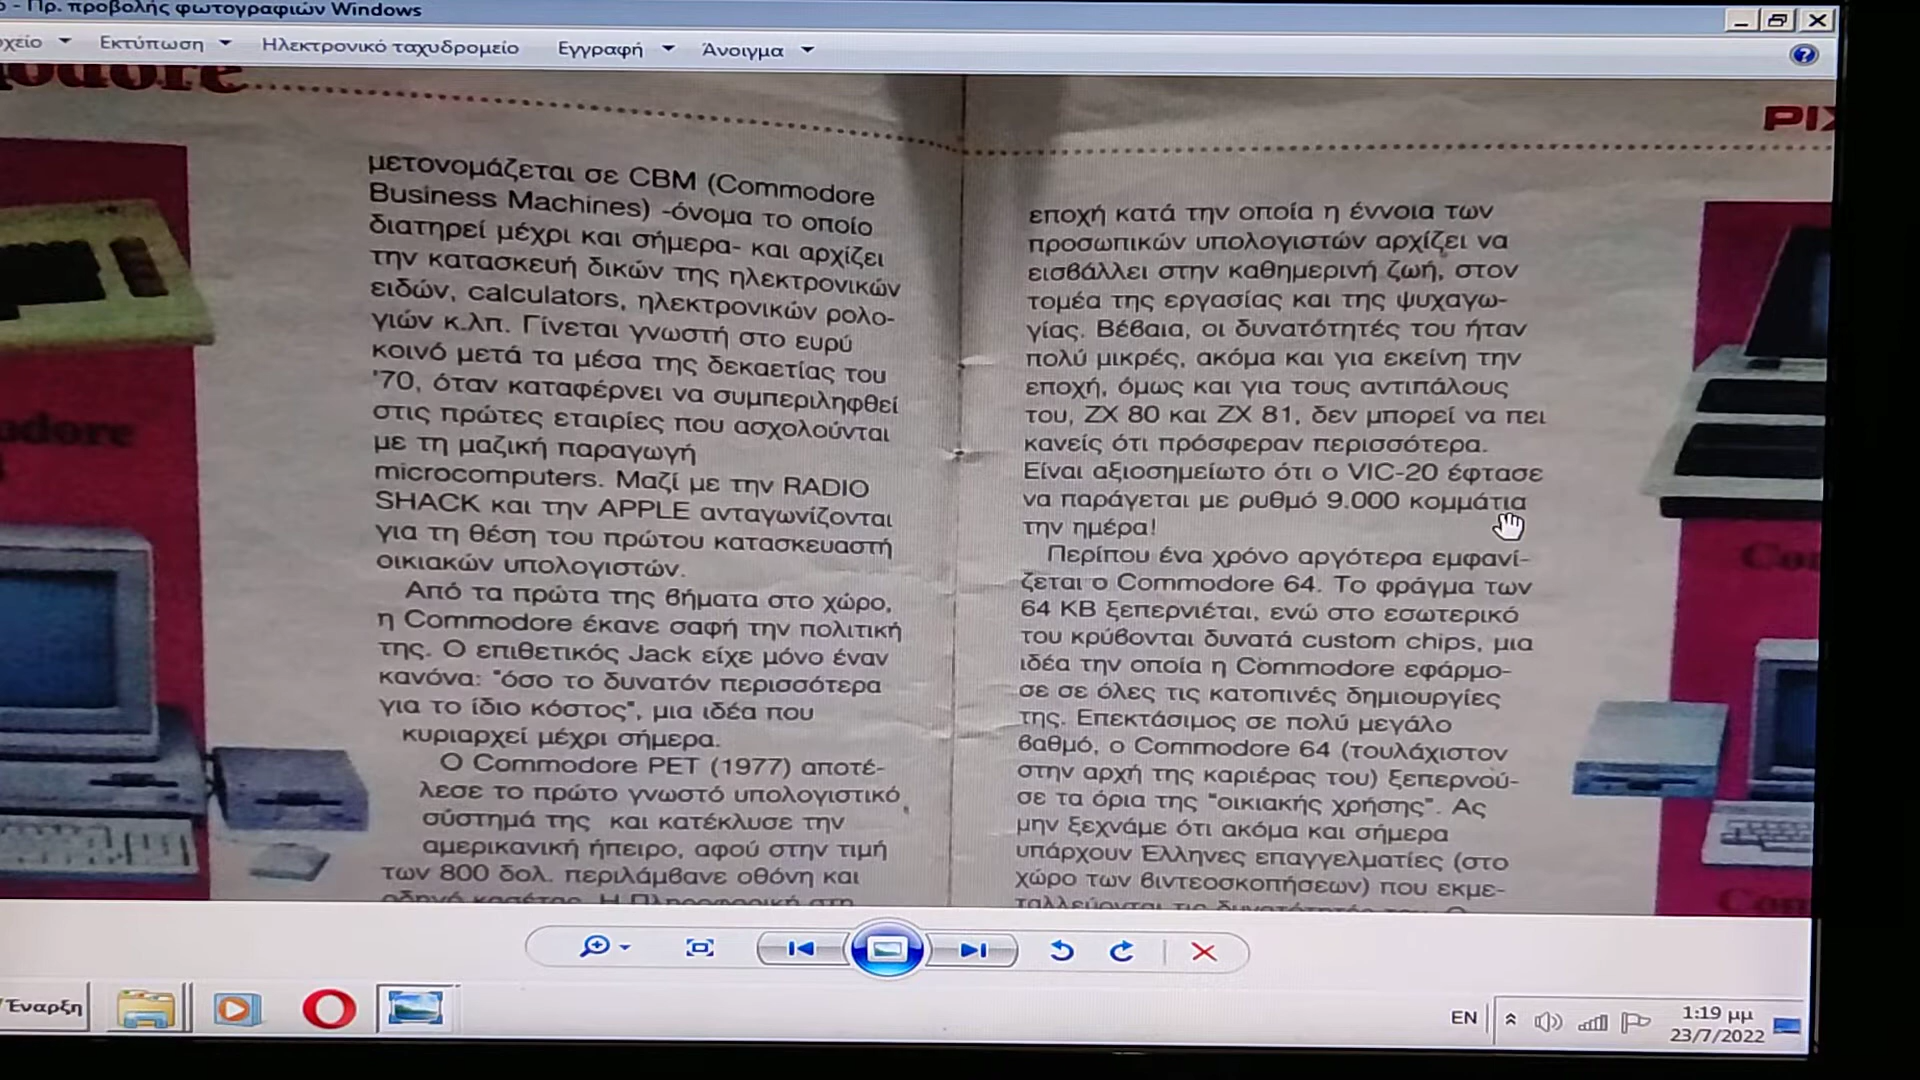 - Πρ. προβολής φωτογραφιών Windows
Εκτύπωση
Ηλεκτρονικό ταχυδρομείο
Εγγραφή
Άνοιγμα
μετονομάζεται σε CBM (Commodore
Business Machines) -όνομα το οποίο
διατηρεί μέχρι και σήμερα- και αρχίζει
την κατασκευή δικών της ηλεκτρονικών
ειδών, calculators, ηλεκτρονικών ρολο-
γιών κ.λπ. Γίνεται γνωστή στο ευρύ
κοινό μετά τα μέσα της δεκαετίας του
'70, όταν καταφέρνει να συμπεριληφθεί
στις πρώτες εταιρίες που ασχολούνται
με τη μαζική παραγωγή
microcomputers. Μαζί με την RADIO
SHACK και την APPLE ανταγωνίζονται
για τη θέση του πρώτου κατασκευαστή
οικιακών υπολογιστών.
Από τα πρώτα της βήματα στο χώρο,
η Commodore έκανε σαφή την πολιτική
της. Ο επιθετικός Jack είχε μόνο έναν
κανόνα: "όσο το δυνατόν περισσότερα
για το ίδιο κόστος", μια ιδέα που
κυριαρχεί μέχρι σήμερα.
Ο Commodore PET (1977) αποτέ-
λεσε το πρώτο γνωστό υπολογιστικό
σύστημά της και κατέκλυσε την
αμερικανική ήπειρο, αφού στην τιμή
των 800 δολ. περιλάμβανε οθόνη και
εποχή κατά την οποία η έννοια των
προσωπικών υπολογιστών αρχίζει να
εισβάλλει στην καθημερινή ζωή, στον
τομέα της εργασίας και της ψυχαγω-
γίας. Βέβαια, οι δυνατότητές του ήταν
πολύ μικρές, ακόμα και για εκείνη την
εποχή, όμως και για τους αντιπάλους
του, ZX 80 και ZX 81, δεν μπορεί να πει
κανείς ότι πρόσφεραν περισσότερα.
Είναι αξιοσημείωτο ότι ο VIC-20 έφτασε
να παράγεται με ρυθμό 9.000 κομμάτια
την ημέρα!
Περίπου ένα χρόνο αργότερα εμφανί-
ζεται ο Commodore 64. Το φράγμα των
64 KB ξεπερνιέται, ενώ στο εσωτερικό
του κρύβονται δυνατά custom chips, μια
ιδέα την οποία η Commodore εφάρμο-
σε σε όλες τις κατοπινές δημιουργίες
της. Επεκτάσιμος σε πολύ μεγάλο
βαθμό, ο Commodore 64 (τουλάχιστον
στην αρχή της καριέρας του) ξεπερνού-
σε τα όρια της "οικιακής χρήσης". Ας
μην ξεχνάμε ότι ακόμα και σήμερα
υπάρχουν Έλληνες επαγγελματίες (στο
χώρο των βιντεοσκοπήσεων) που εκμε-
Έναρξη
EN
1:19 μμ
23/7/2022